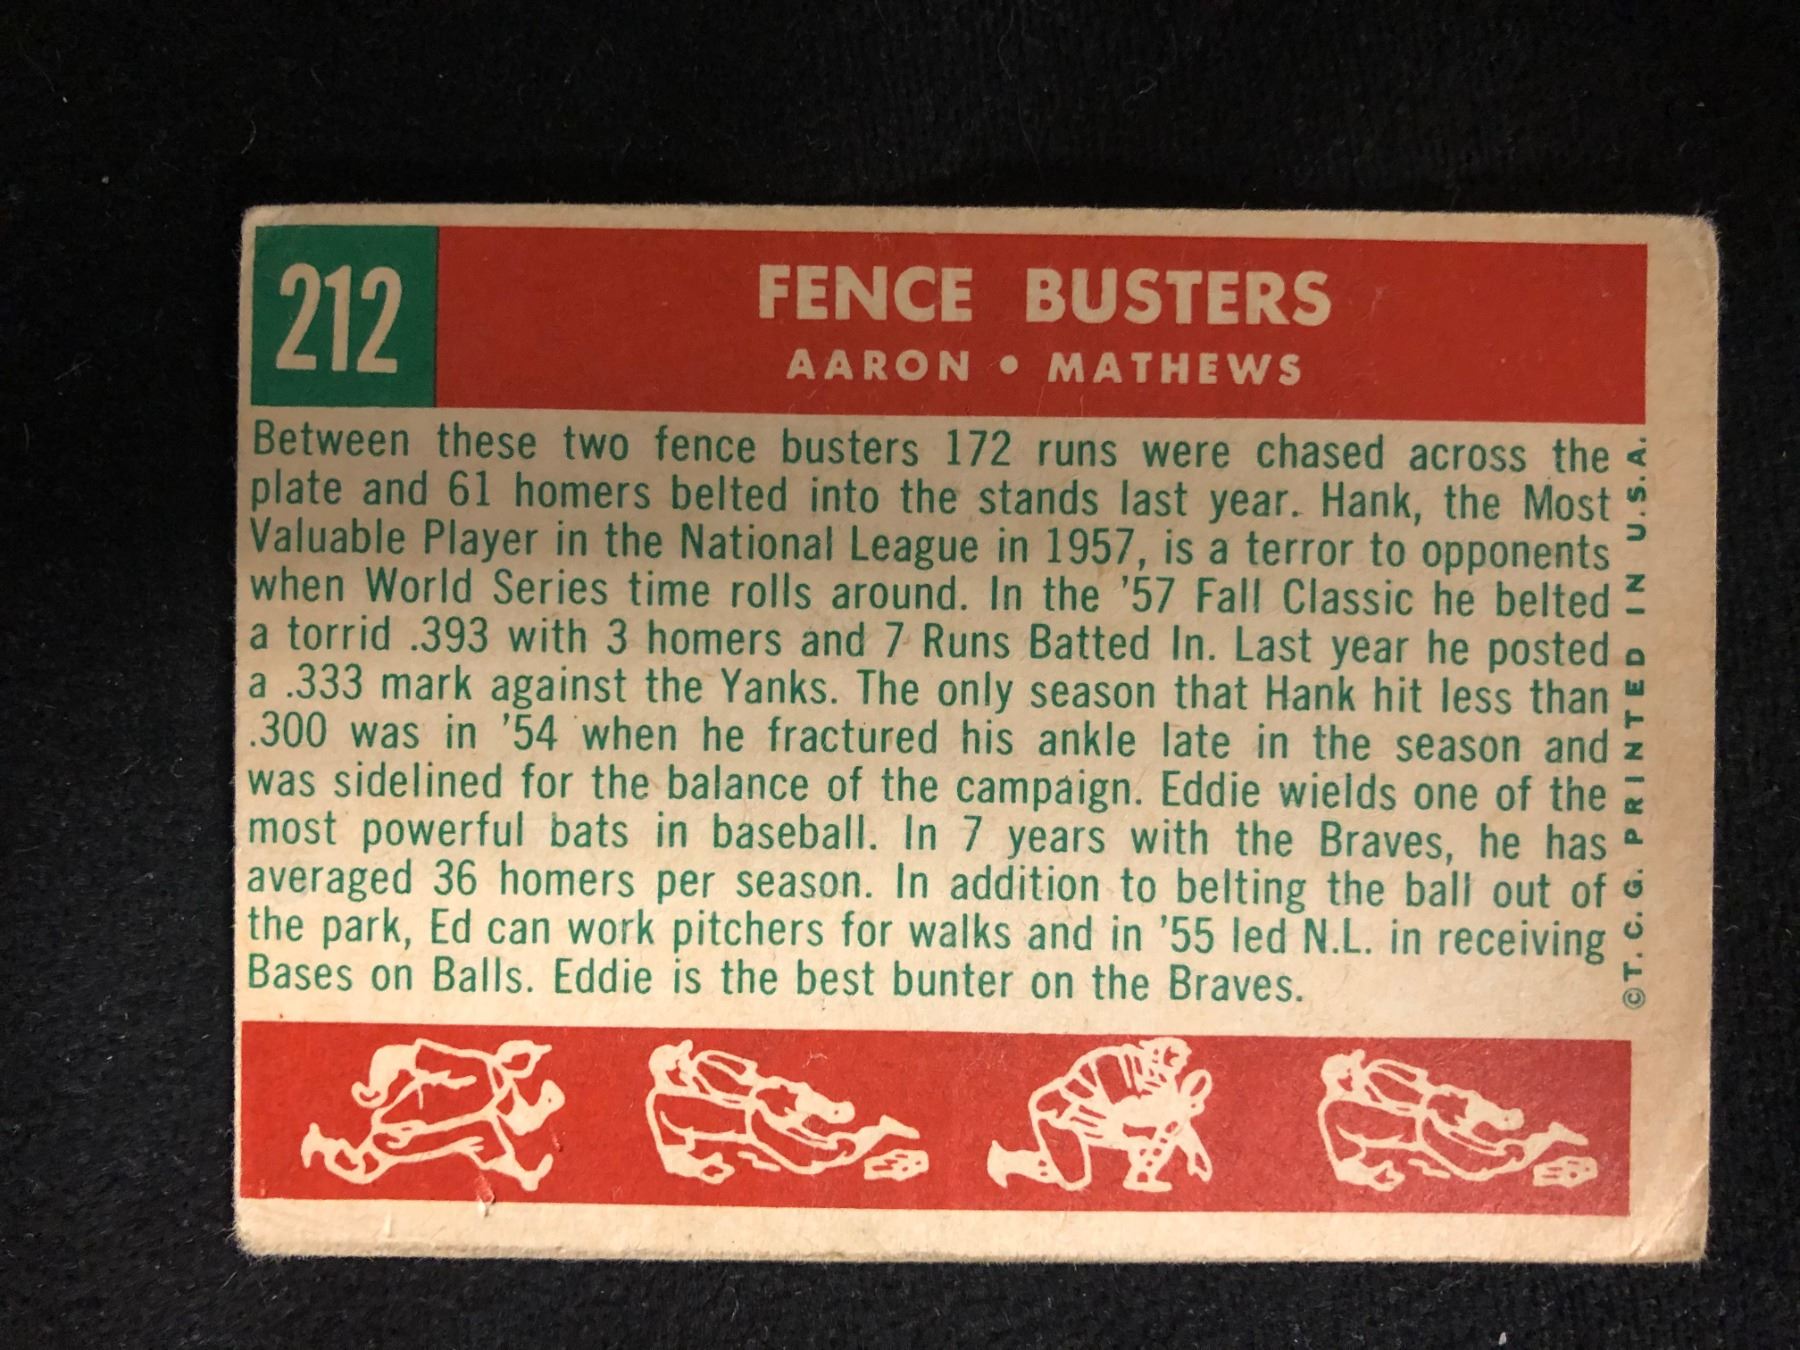 212
FENCE BUSTERS
AARON • MATHEWS
Between these two fence busters 172 runs were chased across the
plate and 61 homers belted into the stands last year. Hank, the Most
Valuable Player in the National League in 1957, is a terror to opponents
when World Series time rolls around. In the '57 Fall Classic he belted
a torrid .393 with 3 homers and 7 Runs Batted In. Last year he posted
a .333 mark against the Yanks. The only season that Hank hit less than
.300 was in '54 when he fractured his ankle late in the season and
was sidelined for the balance of the campaign. Eddie wields one of the
most powerful bats in baseball. In 7 years with the Braves, he has
averaged 36 homers per season. In addition to belting the ball out of
the park, Ed can work pitchers for walks and in '55 led N.L. in receiving
Bases on Balls. Eddie is the best bunter on the Braves.
©T.C.G. PRINTED IN U.S.A.